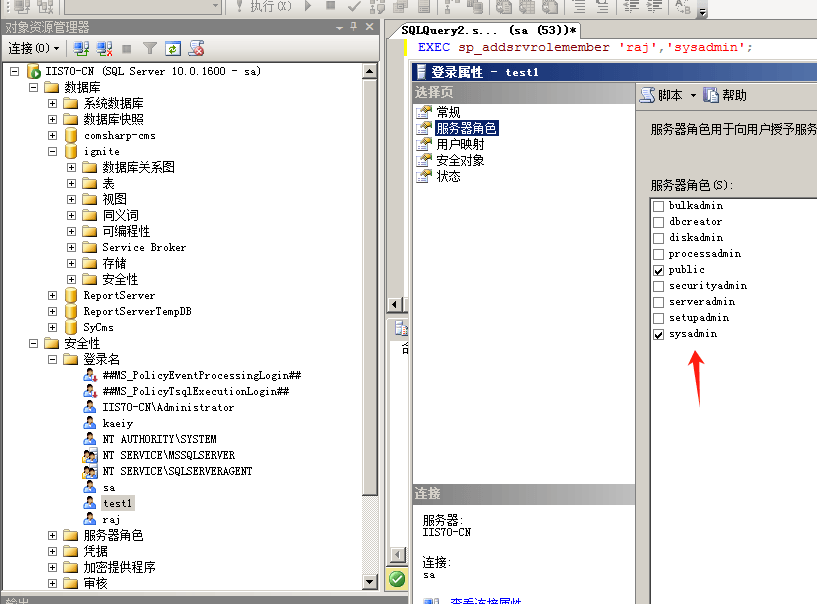 执行(X)
对象资源管理器
连接(O)
IIS70-CN (SQL Server 10.0.1600 - sa)
数据库
系统数据库
数据库快照
comsharp-cms
ignite
数据库关系图
表
视图
同义词
可编程性
Service Broker
存储
安全性
ReportServer
ReportServerTempDB
SyCms
安全性
登录名
##MS_PolicyEventProcessingLogin##
##MS_PolicyTsqlExecutionLogin##
IIS70-CN\Administrator
kaeiy
NT AUTHORITY\SYSTEM
NT SERVICE\MSSQLSERVER
NT SERVICE\SQLSERVERAGENT
sa
test1
raj
服务器角色
凭据
加密提供程序
审核
输出
SQLQuery2.s... (sa (53))*
EXEC sp_addsrvrolemember 'raj','sysadmin';
登录属性 - test1
选择页
常规
服务器角色
用户映射
安全对象
状态
连接
服务器:
IIS70-CN
连接:
sa
查看连接属性
脚本
帮助
服务器角色用于向用户授予服务
服务器角色(S):
bulkadmin
dbcreator
diskadmin
processadmin
public
securityadmin
serveradmin
setupadmin
sysadmin